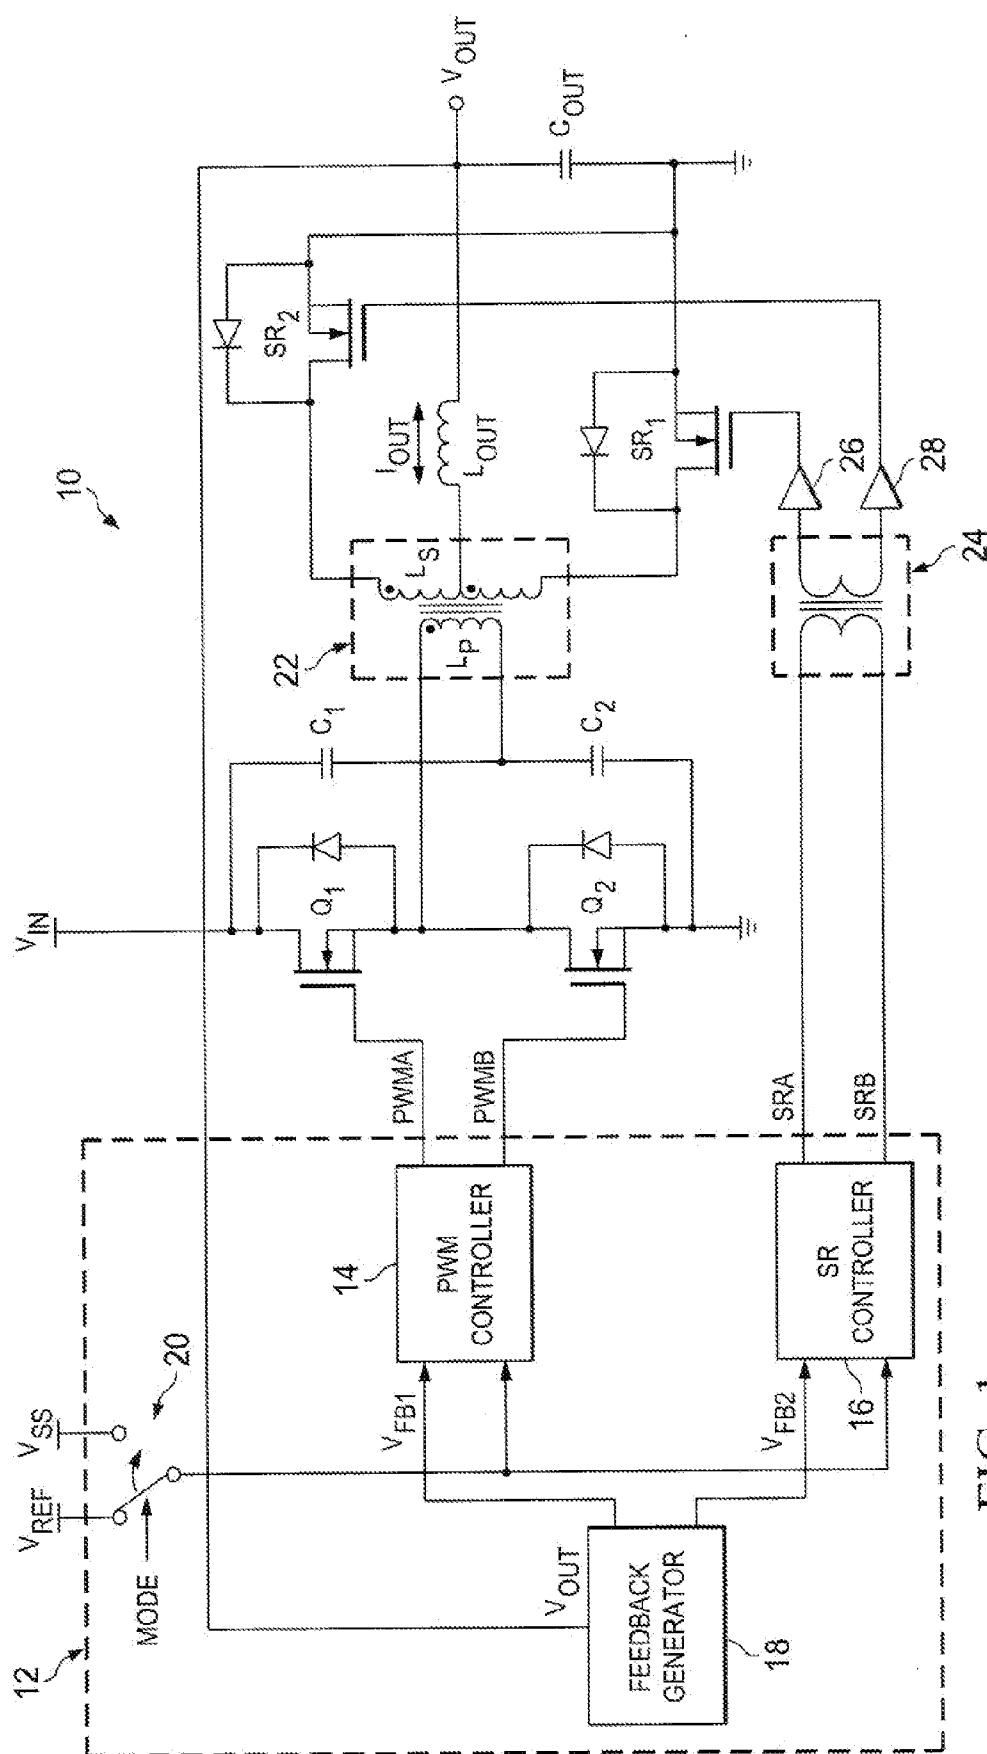 10
12
V_REF
V_SS
20
MODE
V_OUT
FEEDBACK
GENERATOR
18
V_FB1
V_FB2
14
PWM
CONTROLLER
16
SR
CONTROLLER
PWMA
PWMB
SRA
SRB
V_IN
Q_1
Q_2
C_1
C_2
22
L_P
L_S
24
26
28
I_OUT
L_OUT
SR_1
SR_2
C_OUT
V_OUT